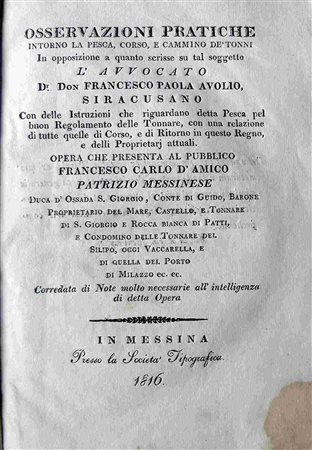 OSSERVAZIONI PRATICHE
INTORNO LA PESCA, CORSO, E CAMMINO DE'TONNI
In opposizione a quanto scrisse su tal soggetto
L'AVVOCATO
D. DON FRANCESCO PAOLA AVOLIO,
SIRACUSANO
Con delle Istruzioni che riguardano detta Pesca pel
buon Regolamento delle Tonnare, con una relazione
di tutte quelle di Corso, e di Ritorno in questo Regno,
e delli Proprietarj attuali.
OPERA CHE PRESENTA AL PUBBLICO
FRANCESCO CARLO D'AMICO
PATRIZIO MESSINESE
DUCA D'OSSADA S. GIORGIO, CONTE DI GUIDO, BARONE
PROPRIETARIO DEL MARE, CASTELLO, E TONNARE
DI S. GIORGIO E ROCCA BIANCA DI PATTI,
E CONDOMINO DELLE TONNARE DEL
SILIPO, OGGI VACCARELLA, E
DI QUELLA DEL PORTO
DI MILAZZO ec. ec.
Corredata di Note molto necessarie all'intelligenza
di detta Opera
IN MESSINA
Presso la Società Tipografica.
1816.